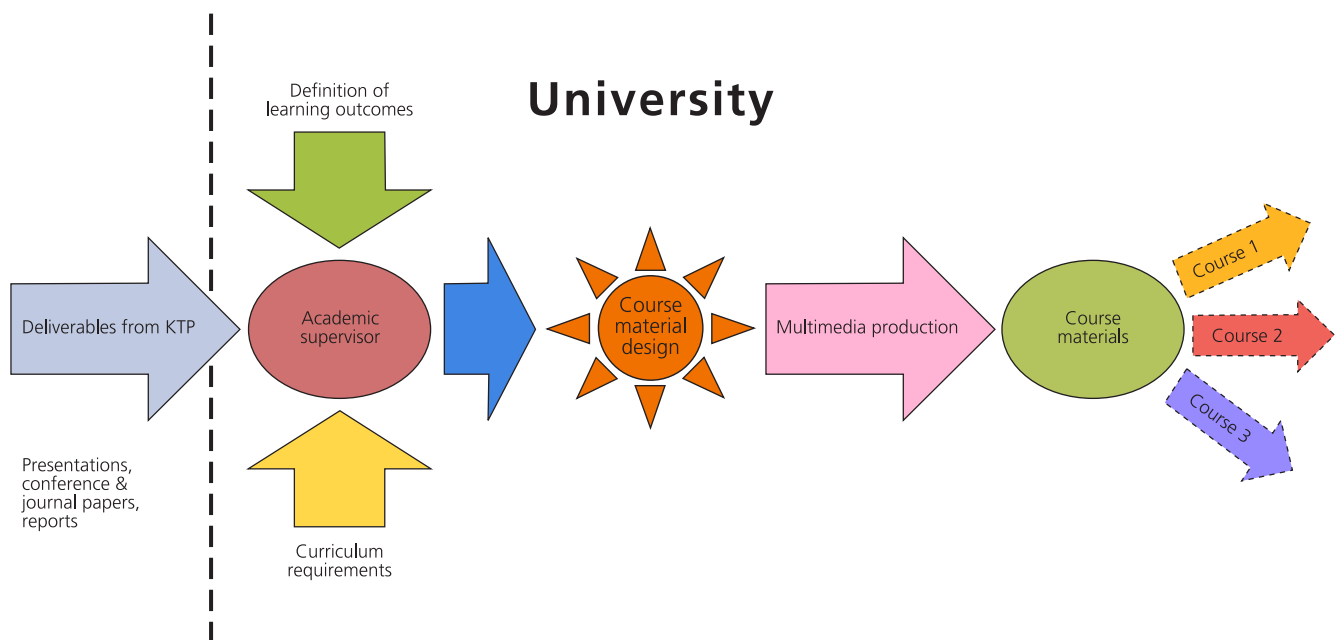 University
Definition of
learning outcomes
Deliverables from KTP
Academic
supervisor
Course
material
design
Multimedia production
Course
materials
Course 1
Course 2
Course 3
Presentations,
conference &
journal papers,
reports
Curriculum
requirements